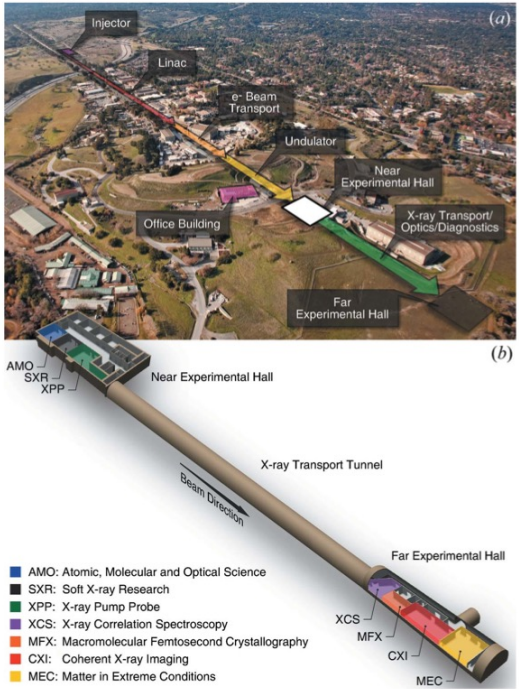 (a)
Injector
Linac
e- Beam
Transport
Undulator
Near
Experimental Hall
Office Building
X-ray Transport/
Optics/Diagnostics
Far
Experimental Hall
(b)
AMO
SXR
XPP
Near Experimental Hall
X-ray Transport Tunnel
Beam Direction
Far Experimental Hall
XCS
MFX
CXI
MEC
AMO: Atomic, Molecular and Optical Science
SXR: Soft X-ray Research
XPP: X-ray Pump Probe
XCS: X-ray Correlation Spectroscopy
MFX: Macromolecular Femtosecond Crystallography
CXI: Coherent X-ray Imaging
MEC: Matter in Extreme Conditions